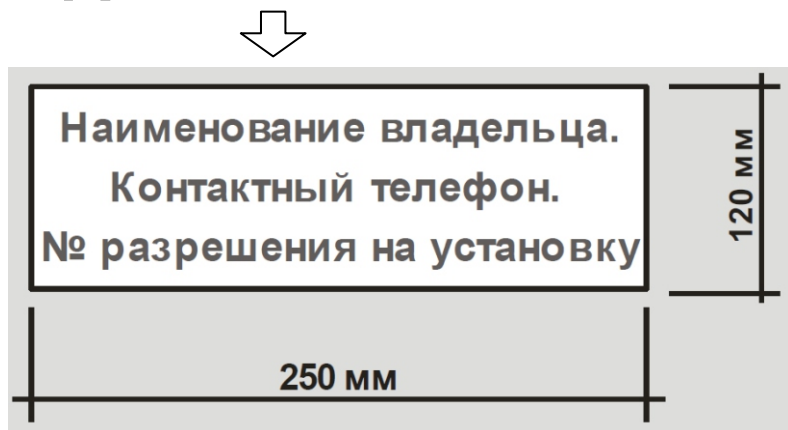 Наименование владельца.
Контактный телефон.
№ разрешения на установку
120 мм
250 мм